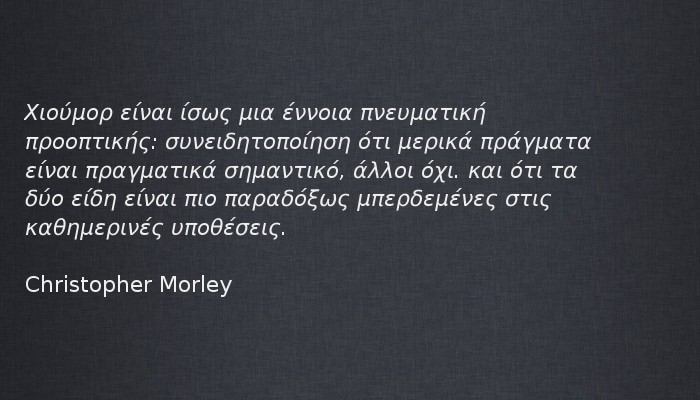 Χιούμορ είναι ίσως μια έννοια πνευματική
προοπτικής: συνειδητοποίηση ότι μερικά πράγματα
είναι πραγματικά σημαντικό, άλλοι όχι. και ότι τα
δύο είδη είναι πιο παραδόξως μπερδεμένες στις
καθημερινές υποθέσεις.
Christopher Morley